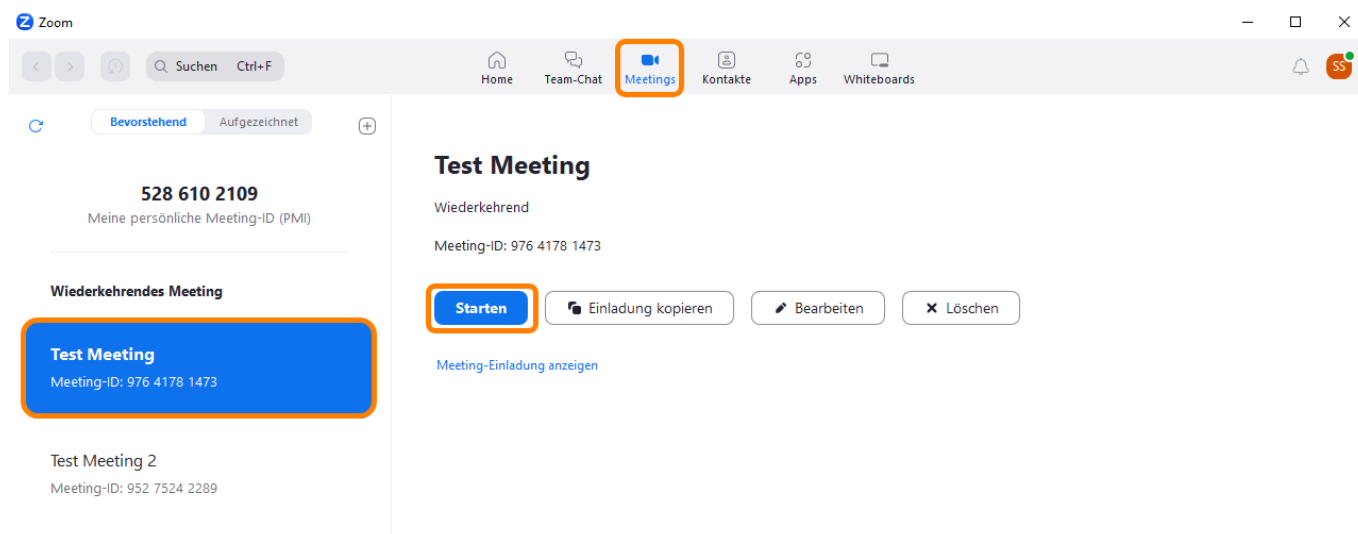 Zoom
Suchen Ctrl+F
Home Team-Chat Meetings Kontakte Apps Whiteboards
SS
Bevorstehend Aufgezeichnet
528 610 2109
Meine persönliche Meeting-ID (PMI)
Wiederkehrendes Meeting
Test Meeting
Meeting-ID: 976 4178 1473
Test Meeting 2
Meeting-ID: 952 7524 2289
Test Meeting
Wiederkehrend
Meeting-ID: 976 4178 1473
Starten Einladung kopieren Bearbeiten Löschen
Meeting-Einladung anzeigen